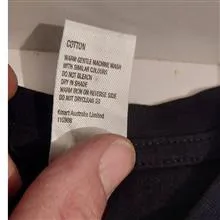 COTTON
WARM GENTLE MACHINE WASH
WITH SIMILAR COLOURS
DO NOT BLEACH
DRY IN SHADE
WARM IRON ON REVERSE SIDE
DO NOT DRYCLEAN
Kmart Australia Limited